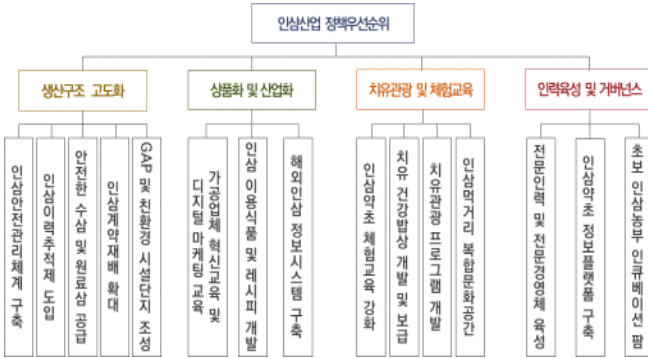 인삼산업 정책우선순위
생산구조 고도화
인삼안전관리체계 구축
인삼이력추적제 도입
안전한 수삼 및 원료삼 공급
인삼계약재배 확대
GAP 및 친환경 시설단지 조성
상품화 및 산업화
가공업체 혁신교육 및
디지털 마케팅 교육
인삼 이용식품 및 레시피 개발
해외인삼 정보시스템 구축
치유관광 및 체험교육
인삼약초 체험교육 강화
치유 건강밥상 개발 및 보급
치유관광 프로그램 개발
인삼먹거리 복합문화공간
인력육성 및 거버넌스
전문인력 및 전문경영체 육성
인삼약초 정보플랫폼 구축
초보 인삼농부 인큐베이션 팜